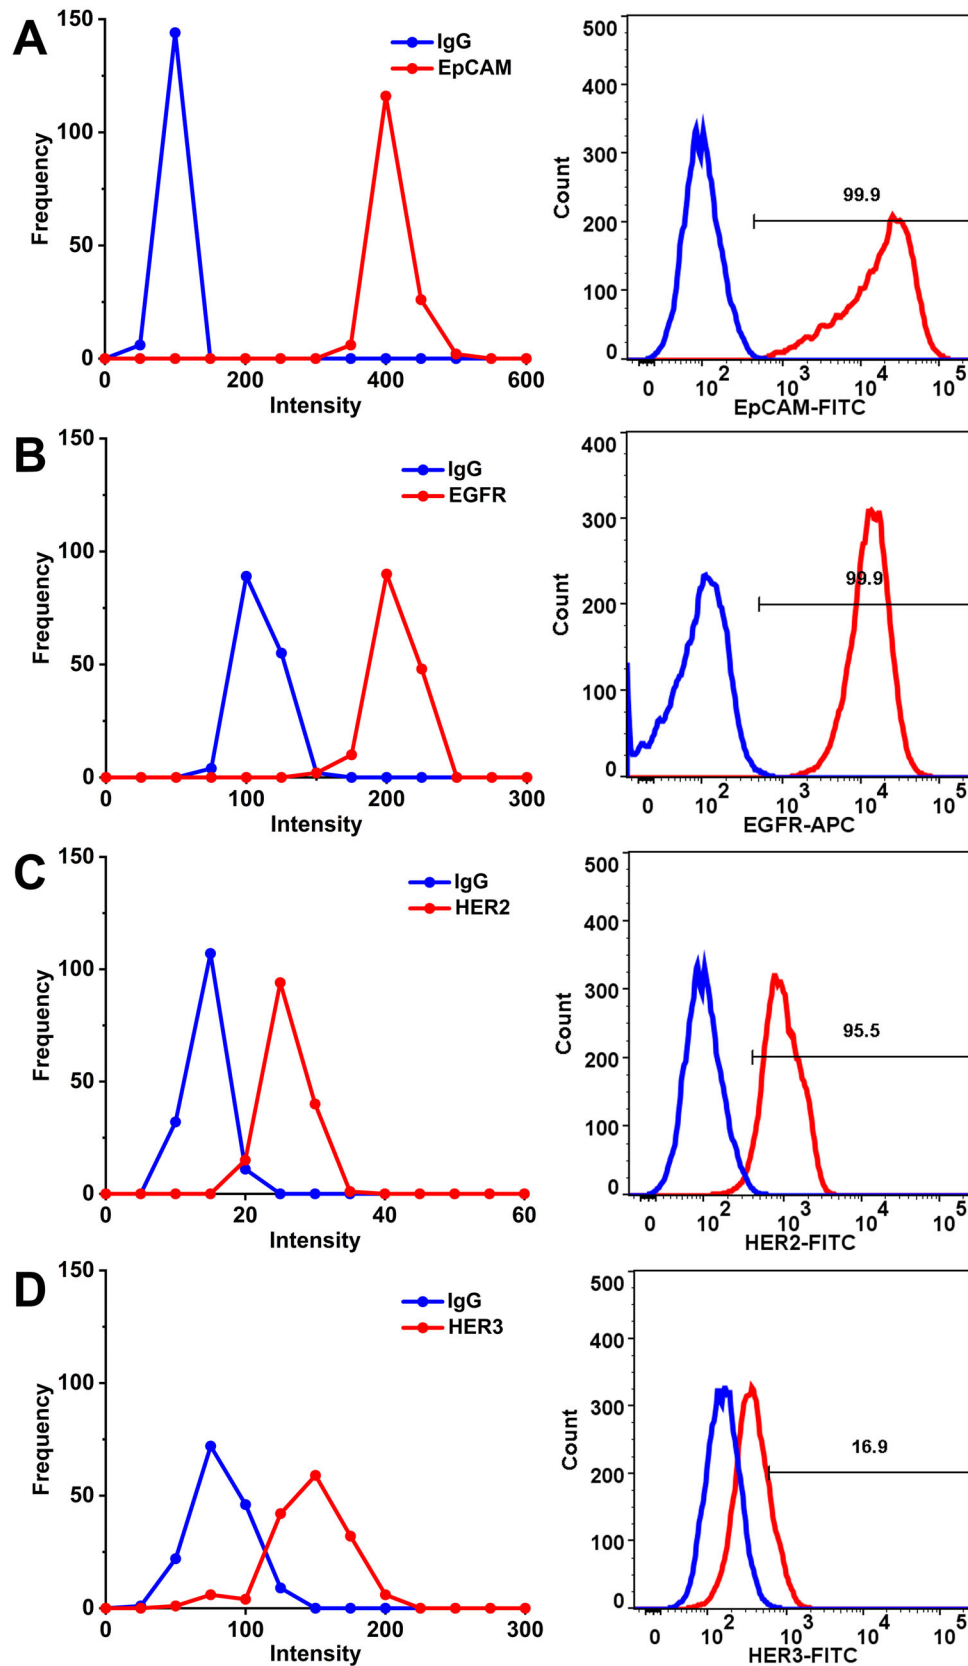 A
150
100
50
0
Frequency
0 200 400 600
Intensity
IgG
EpCAM
500
400
300
200
100
0
Count
99.9
0 10^2 10^3 10^4 10^5
EpCAM-FITC
B
150
100
50
0
Frequency
0 100 200 300
Intensity
IgG
EGFR
400
300
200
100
0
Count
99.9
0 10^2 10^3 10^4 10^5
EGFR-APC
C
150
100
50
0
Frequency
0 20 40 60
Intensity
IgG
HER2
500
400
300
200
100
0
Count
95.5
0 10^2 10^3 10^4 10^5
HER2-FITC
D
150
100
50
0
Frequency
0 100 200 300
Intensity
IgG
HER3
500
400
300
200
100
0
Count
16.9
0 10^2 10^3 10^4 10^5
HER3-FITC